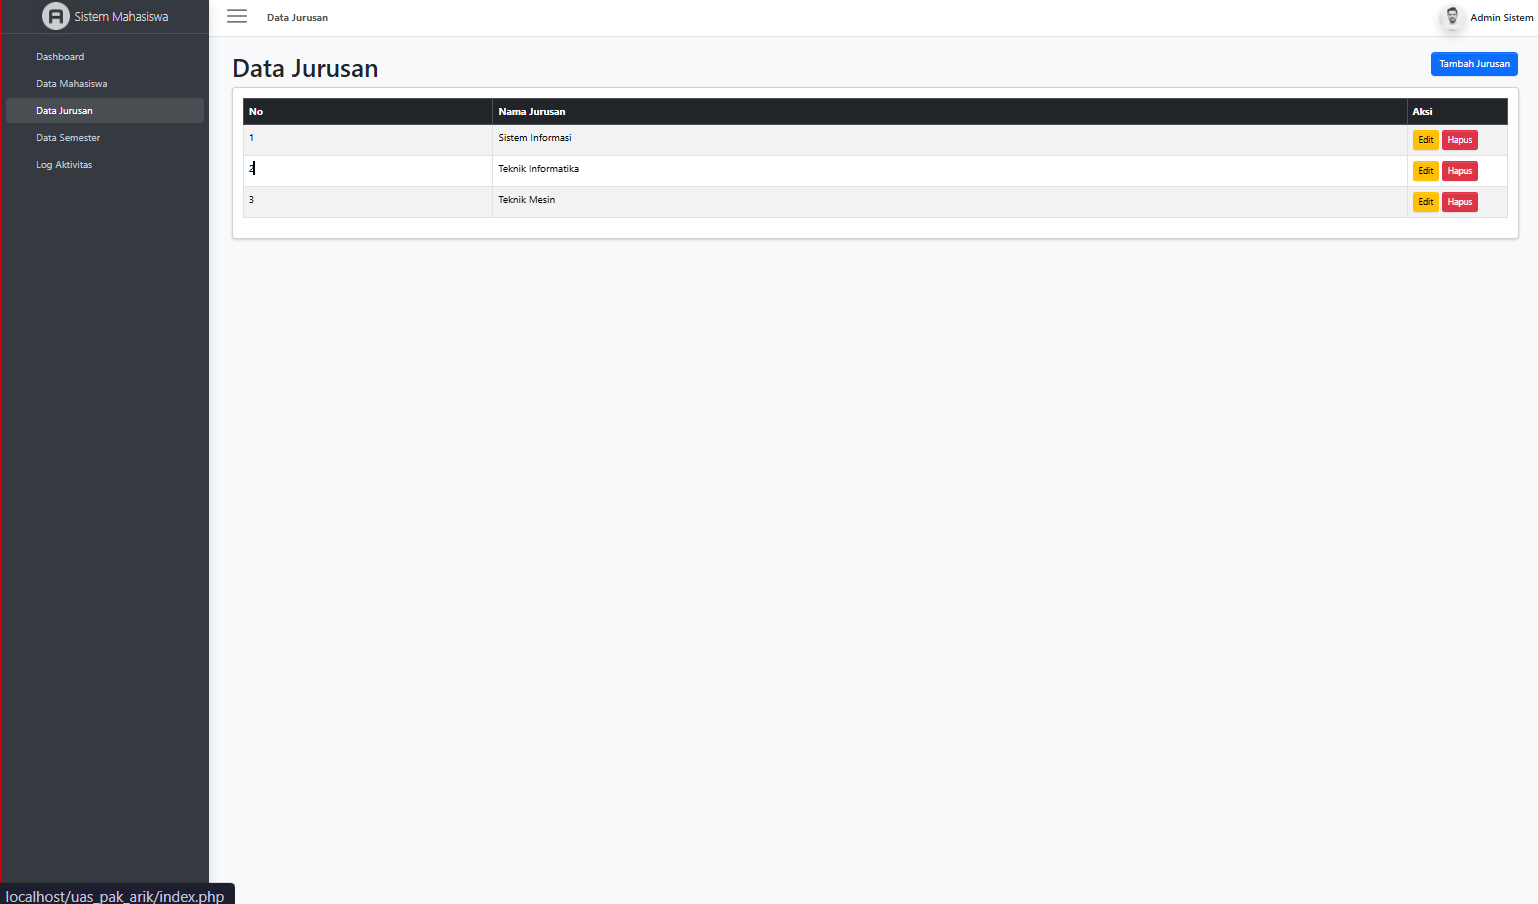 Sistem Mahasiswa
Data Jurusan
Admin Sistem
Dashboard
Data Mahasiswa
Data Jurusan
Data Semester
Log Aktivitas
Data Jurusan
Tambah Jurusan
No Nama Jurusan Aksi
1 Sistem Informasi Edit Hapus
2 Teknik Informatika Edit Hapus
3 Teknik Mesin Edit Hapus
localhost/uas_pak_arik/index.php